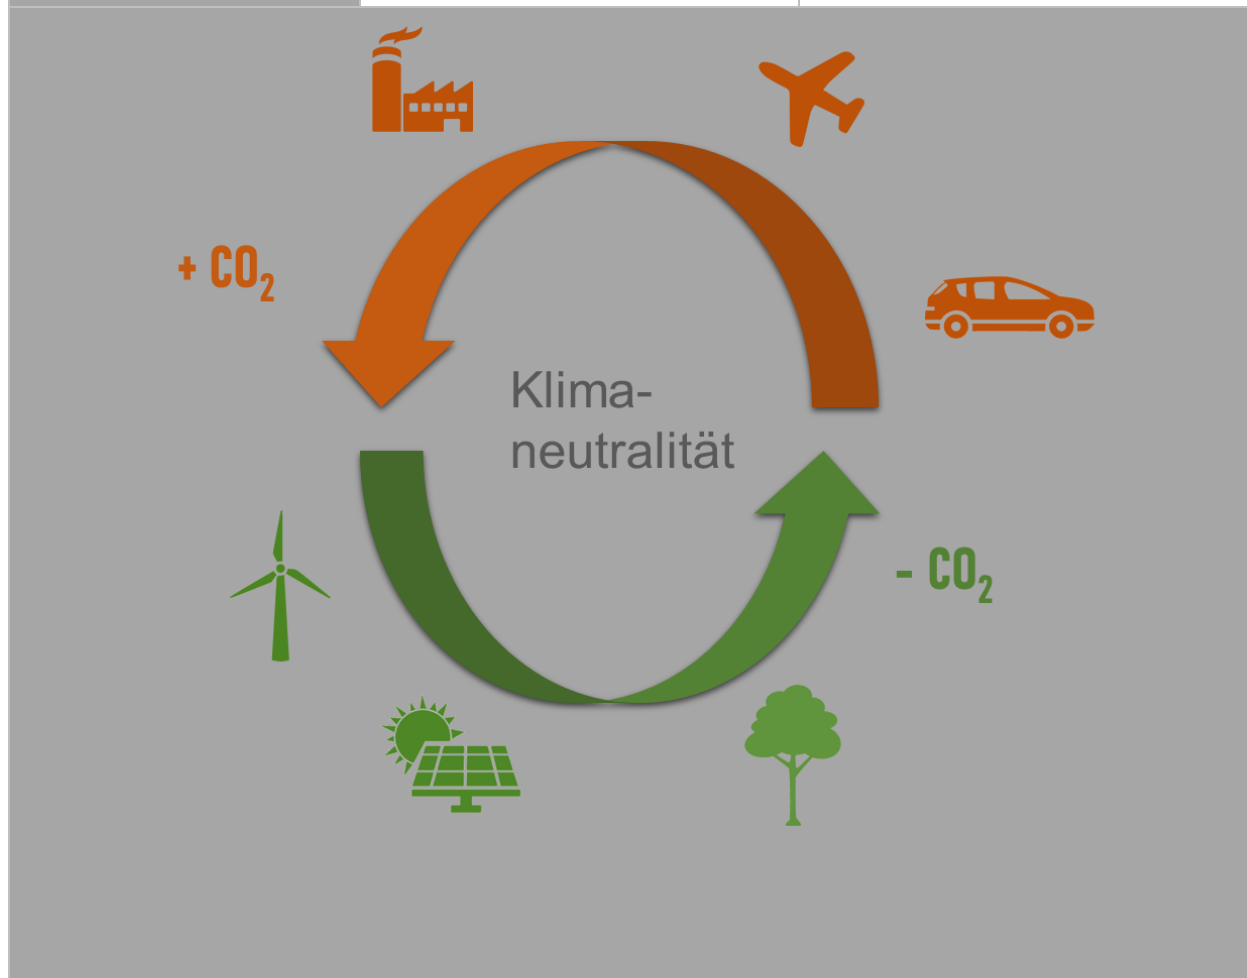 + CO₂
Klima-
neutralität
- CO₂